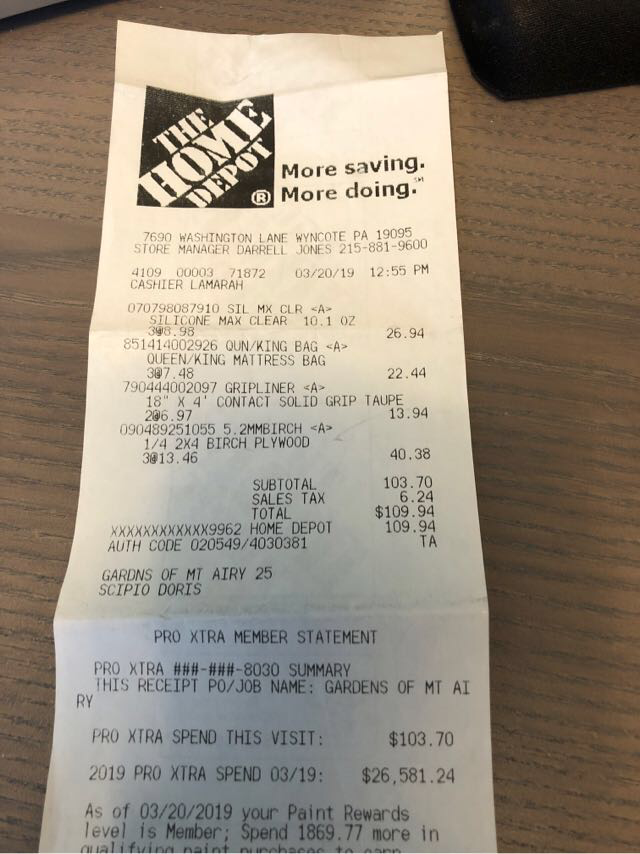 THE
HOME
DEPOT
®
More saving.
More doing.℠
7690 WASHINGTON LANE WYNCOTE PA 19095
STORE MANAGER DARRELL JONES 215-881-9600
4109 00003 71872 03/20/19 12:55 PM
CASHIER LAMARAH
070798087910 SIL MX CLR <A>
SILICONE MAX CLEAR 10.1 OZ
3@8.98 26.94
851414002926 QUN/KING BAG <A>
QUEEN/KING MATTRESS BAG
3@7.48 22.44
790444002097 GRIPLINER <A>
18" X 4' CONTACT SOLID GRIP TAUPE
2@6.97 13.94
090489251055 5.2MMBIRCH <A>
1/4 2X4 BIRCH PLYWOOD
3@13.46 40.38
SUBTOTAL 103.70
SALES TAX 6.24
TOTAL $109.94
XXXXXXXXXXXX9962 HOME DEPOT 109.94
AUTH CODE 020549/4030381 TA
GARDNS OF MT AIRY 25
SCIPIO DORIS
PRO XTRA MEMBER STATEMENT
PRO XTRA ###-###-8030 SUMMARY
THIS RECEIPT PO/JOB NAME: GARDENS OF MT AI
RY
PRO XTRA SPEND THIS VISIT: $103.70
2019 PRO XTRA SPEND 03/19: $26,581.24
As of 03/20/2019 your Paint Rewards
level is Member; Spend 1869.77 more in
qualifying paint purchases to earn